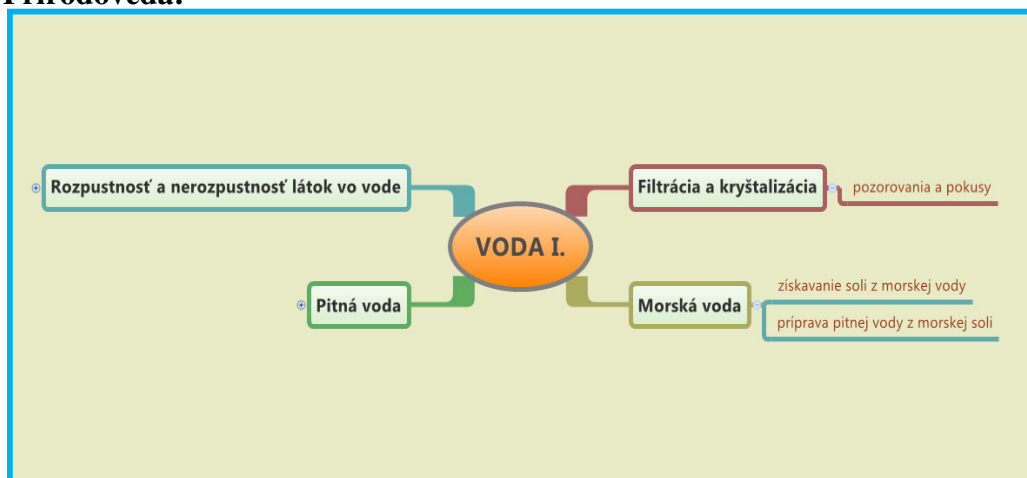 Prírodoveda:
Rozpustnosť a nerozpustnosť látok vo vode
Pitná voda
VODA I.
Filtrácia a kryštalizácia
pozorovania a pokusy
Morská voda
získavanie soli z morskej vody
príprava pitnej vody z morskej soli